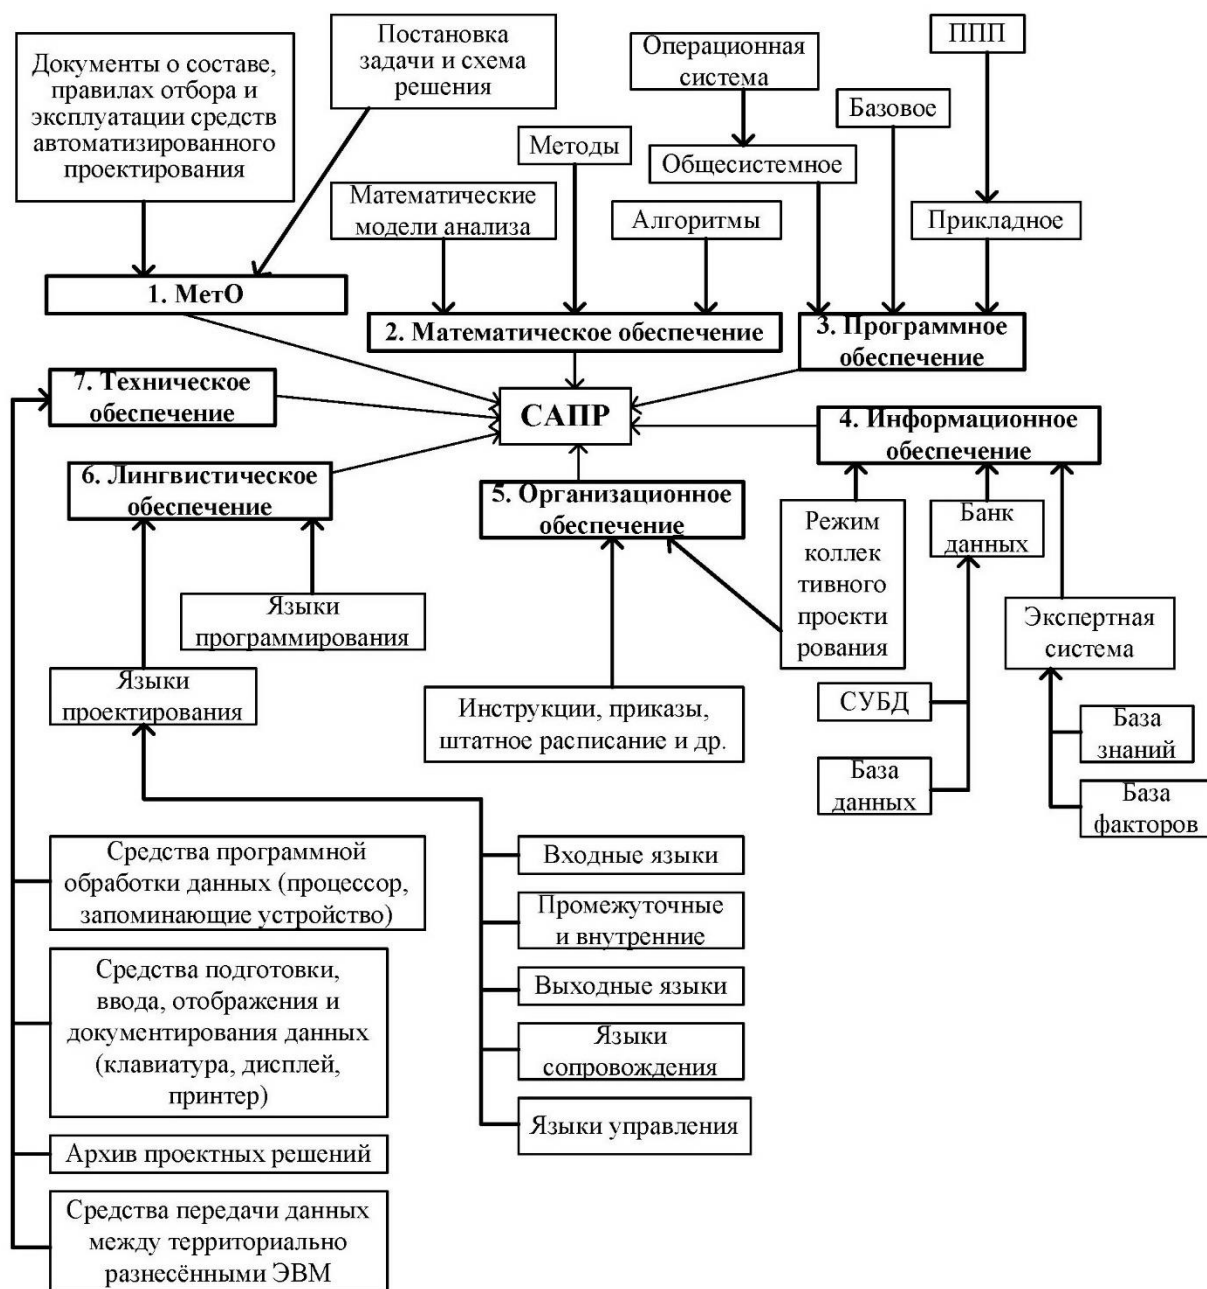 Документы о составе,
правилах отбора и
эксплуатации средств
автоматизированного
проектирования
Постановка
задачи и схема
решения
Операционная
система
ППП
Методы
Базовое
Общесистемное
Математические
модели анализа
Алгоритмы
Прикладное
1. МетО
2. Математическое обеспечение
3. Программное
обеспечение
7. Техническое
обеспечение
САПР
4. Информационное
обеспечение
6. Лингвистическое
обеспечение
5. Организационное
обеспечение
Режим
коллек
тивного
проекти
рования
Банк
данных
Языки
программирования
Экспертная
система
Языки
проектирования
Инструкции, приказы,
штатное расписание и др.
СУБД
База
знаний
База
данных
База
факторов
Средства программной
обработки данных (процессор,
запоминающие устройство)
Входные языки
Промежуточные
и внутренние
Средства подготовки,
ввода, отображения и
документирования данных
(клавиатура, дисплей,
принтер)
Выходные языки
Языки
сопровождения
Языки управления
Архив проектных решений
Средства передачи данных
между территориально
разнесёнными ЭВМ